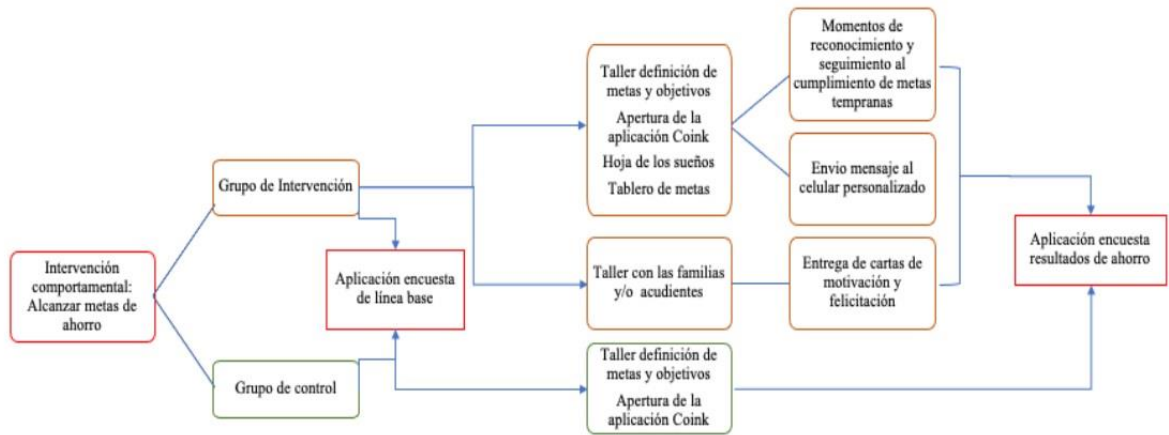 Intervención
comportamental:
Alcanzar metas de
ahorro
Grupo de Intervención
Grupo de control
Aplicación encuesta
de línea base
Taller definición de
metas y objetivos
Apertura de la
aplicación Coink
Hoja de los sueños
Tablero de metas
Taller con las familias
y/o acudientes
Taller definición de
metas y objetivos
Apertura de la
aplicación Coink
Momentos de
reconocimiento y
seguimiento al
cumplimiento de metas
tempranas
Envio mensaje al
celular personalizado
Entrega de cartas de
motivación y
felicitación
Aplicación encuesta
resultados de ahorro